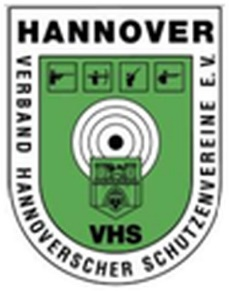 HANNOVER
VERBAND HANNOVERSCHER SCHÜTZENVEREINE E.V.
VHS